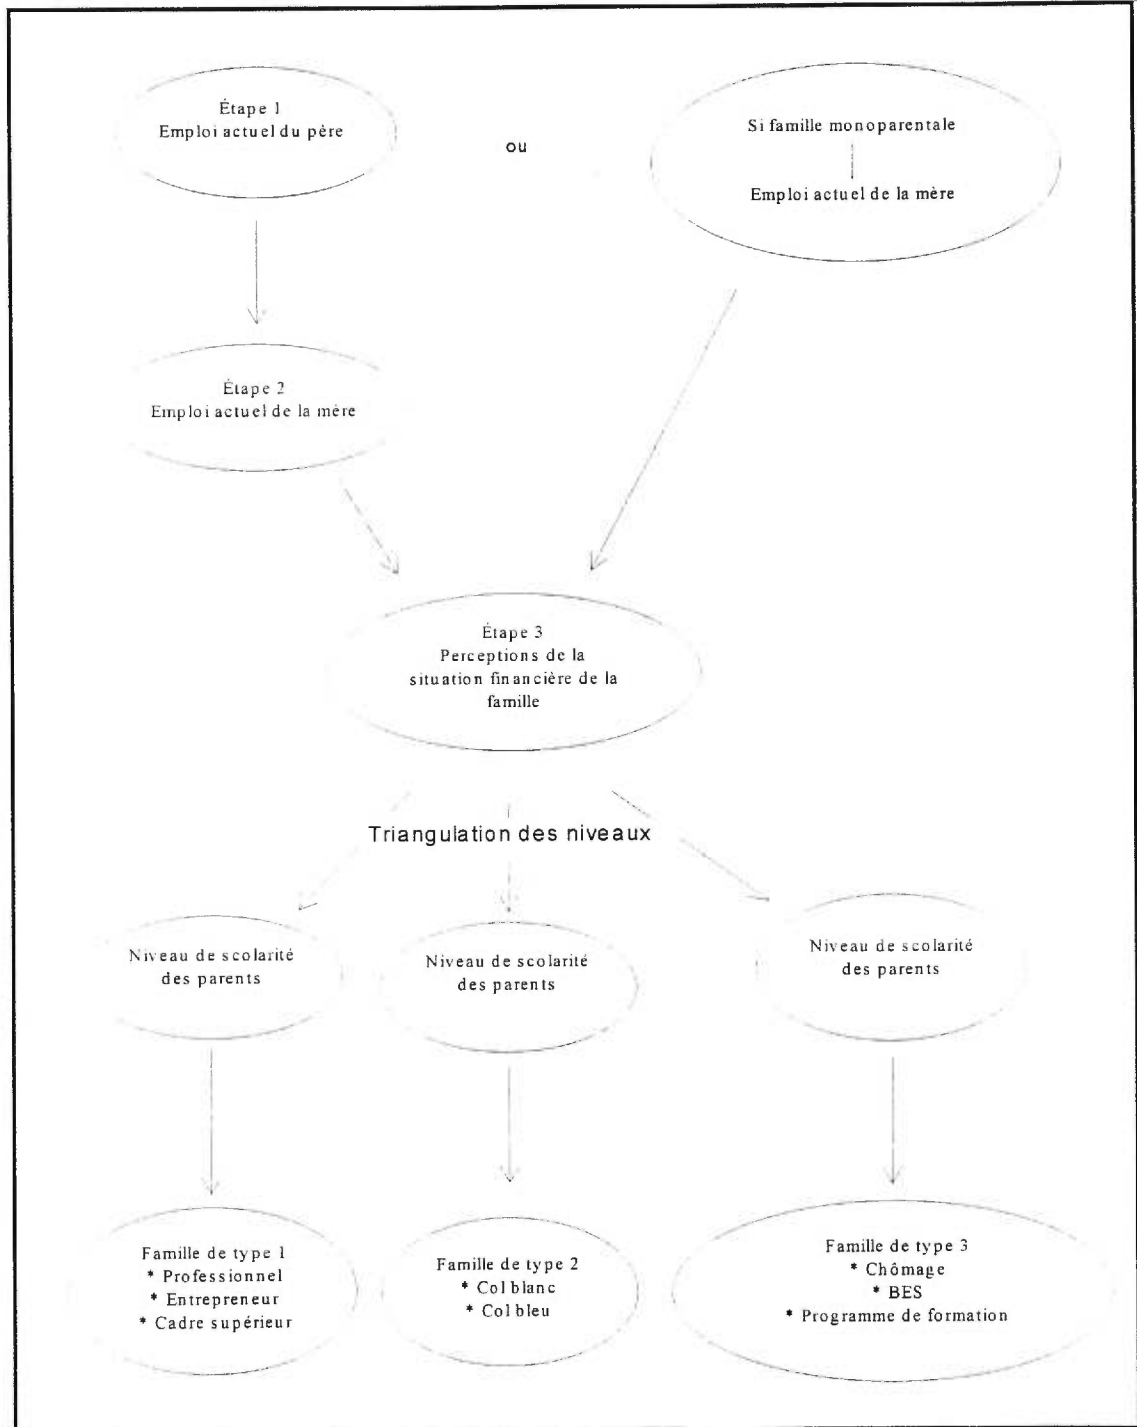 Étape 1
Emploi actuel du père
ou
Si famille monoparentale
Emploi actuel de la mère
Étape 2
Emploi actuel de la mère
Étape 3
Perceptions de la
situation financière de la
famille
Triangulation des niveaux
Niveau de scolarité
des parents
Niveau de scolarité
des parents
Niveau de scolarité
des parents
Famille de type 1
* Professionnel
* Entrepreneur
* Cadre supérieur
Famille de type 2
* Col blanc
* Col bleu
Famille de type 3
* Chômage
* BES
* Programme de formation